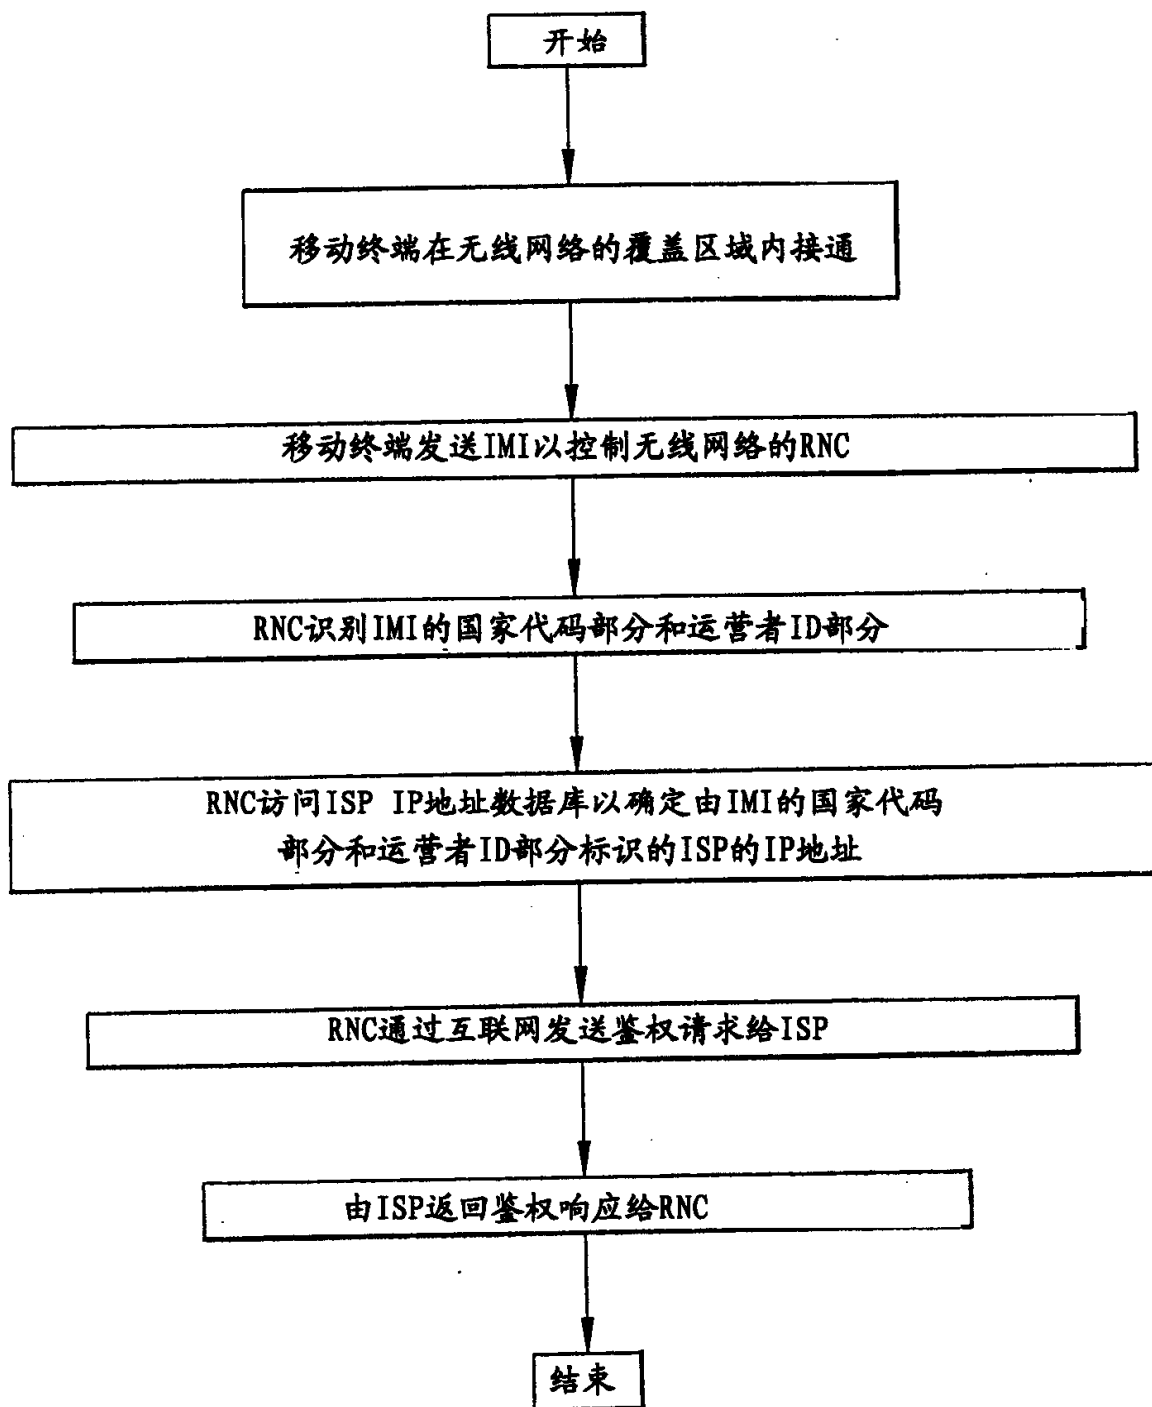 开始
移动终端在无线网络的覆盖区域内接通
移动终端发送IMI以控制无线网络的RNC
RNC识别IMI的国家代码部分和运营者ID部分
RNC访问ISP IP地址数据库以确定由IMI的国家代码
部分和运营者ID部分标识的ISP的IP地址
RNC通过互联网发送鉴权请求给ISP
由ISP返回鉴权响应给RNC
结束